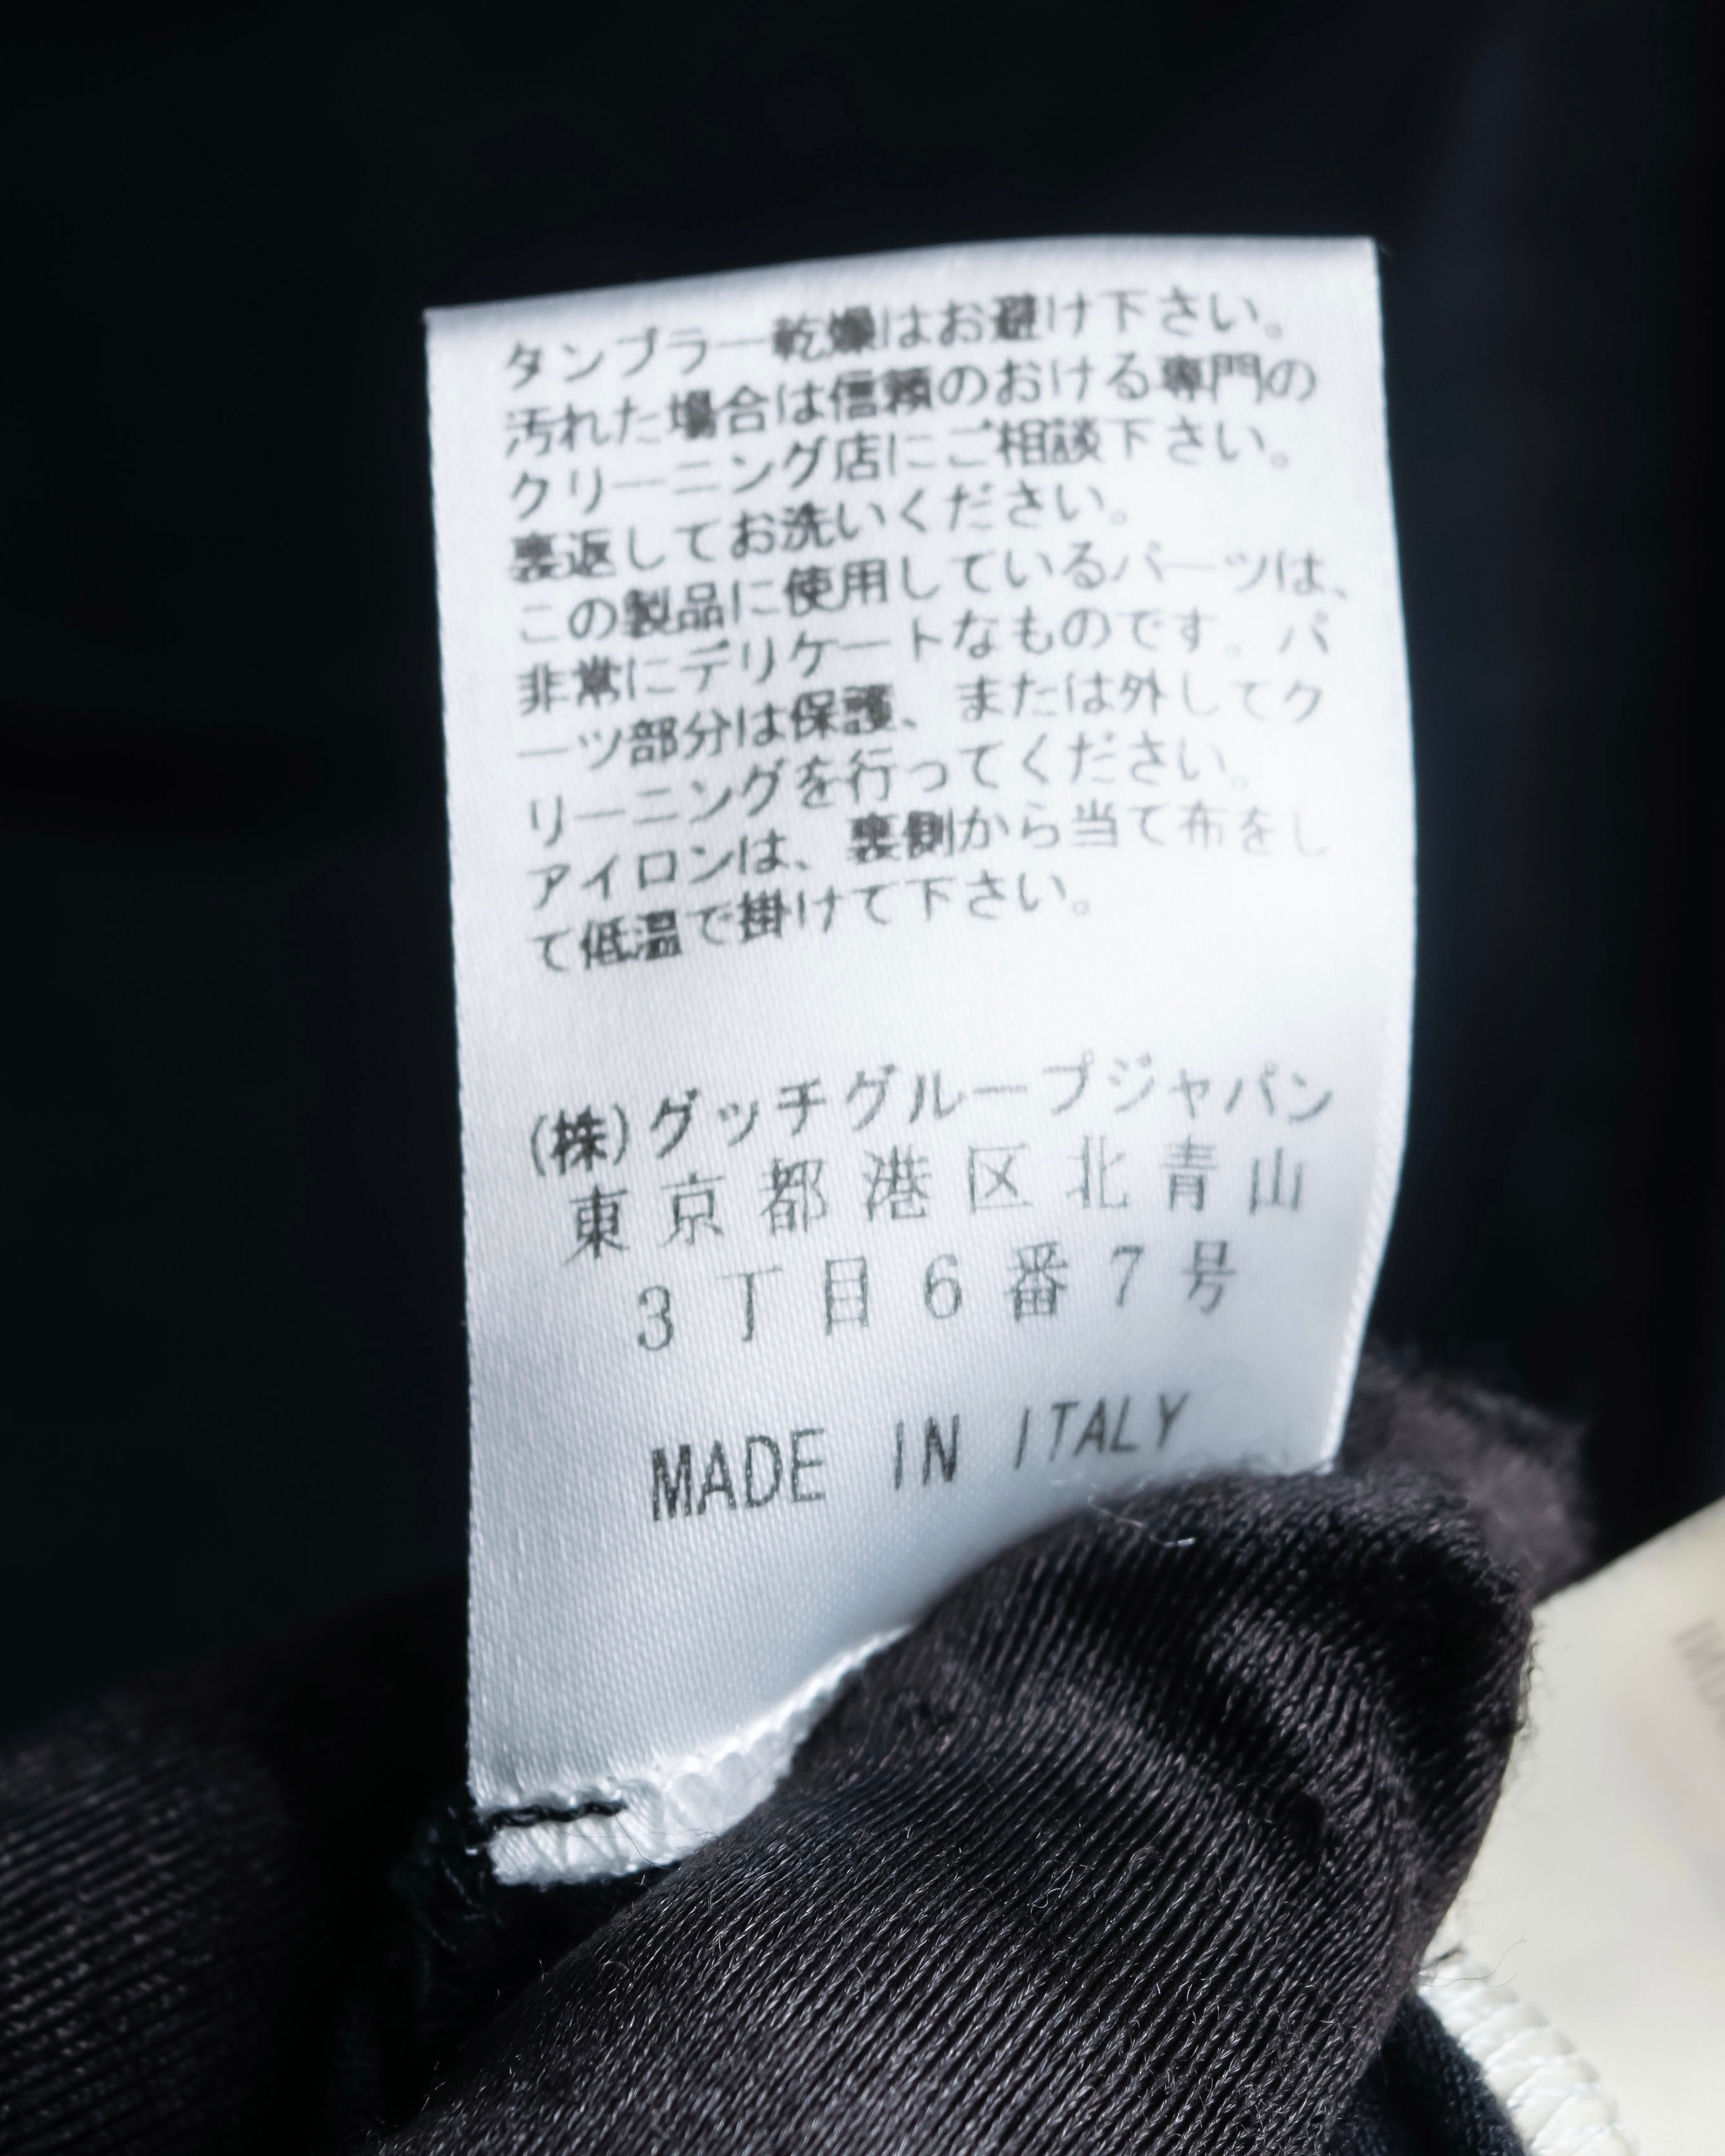 タンブラー乾燥はお避け下さい。
汚れた場合は信頼のおける専門の
クリーニング店にご相談下さい。
裏返してお洗いください。
この製品に使用しているパーツは、
非常にデリケートなものです。パ
ーツ部分は保護、または外してク
リーニングを行ってください。
アイロンは、裏側から当て布をし
て低温で掛けて下さい。
(株)グッチグループジャパン
東京都港区北青山
3丁目6番7号
MADE IN ITALY